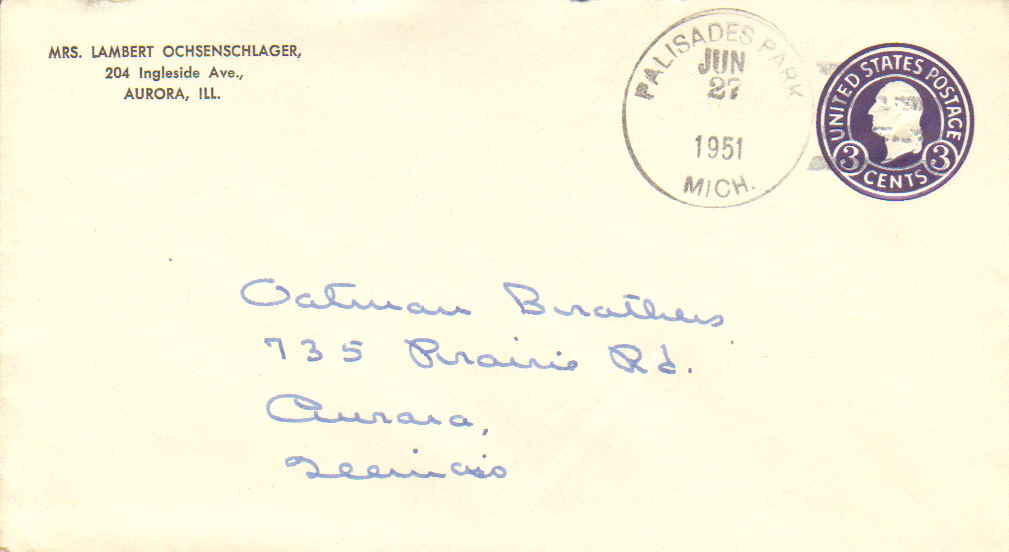 MRS. LAMBERT OCHSENSCHLAGER,
204 Ingleside Ave.,
AURORA, ILL.
PALISADES PARK
JUN
27
1951
MICH.
UNITED STATES POSTAGE
3 CENTS 3
Oatman Brothers
735 Prairie Rd.
Aurora,
Illinois